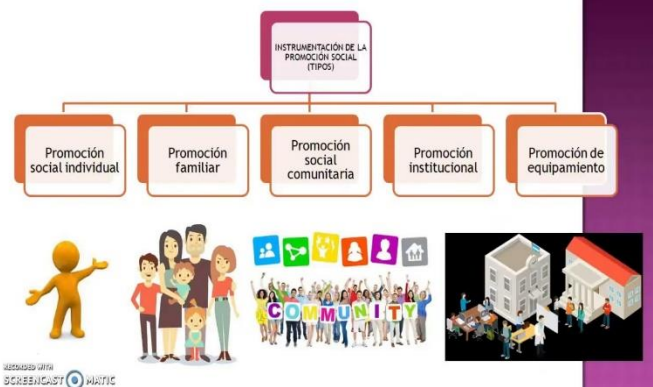 INSTRUMENTACIÓN DE LA
PROMOCIÓN SOCIAL
(TIPOS)
Promoción
social individual
Promoción
familiar
Promoción
social
comunitaria
Promoción
institucional
Promoción de
equipamiento
COMMUNITY
RECORDED WITH
SCREENCAST MATIC